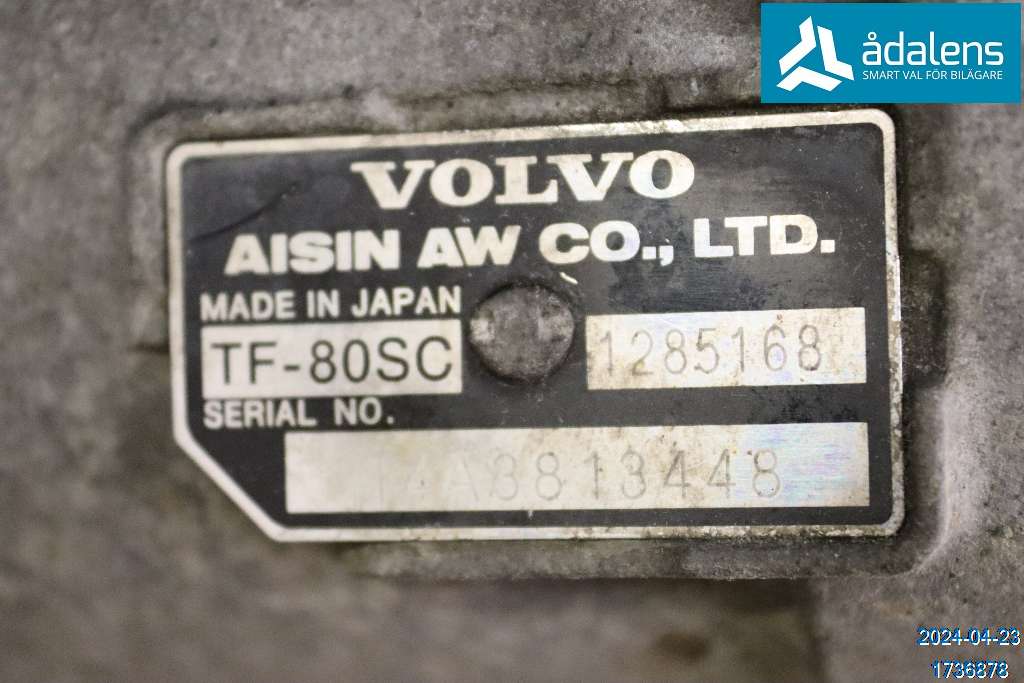 ådalens
SMART VAL FÖR BILÄGARE
VOLVO
AISIN AW CO., LTD.
MADE IN JAPAN
TF-80SC
1285168
SERIAL NO.
14A3813448
2024-04-23
1736878